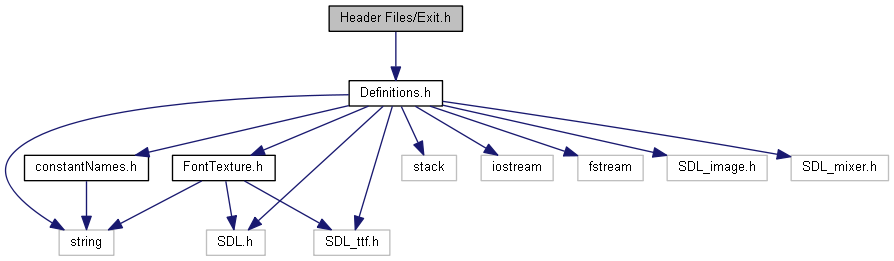 Header Files/Exit.h
Definitions.h
constantNames.h
FontTexture.h
stack
iostream
fstream
SDL_image.h
SDL_mixer.h
string
SDL.h
SDL_ttf.h